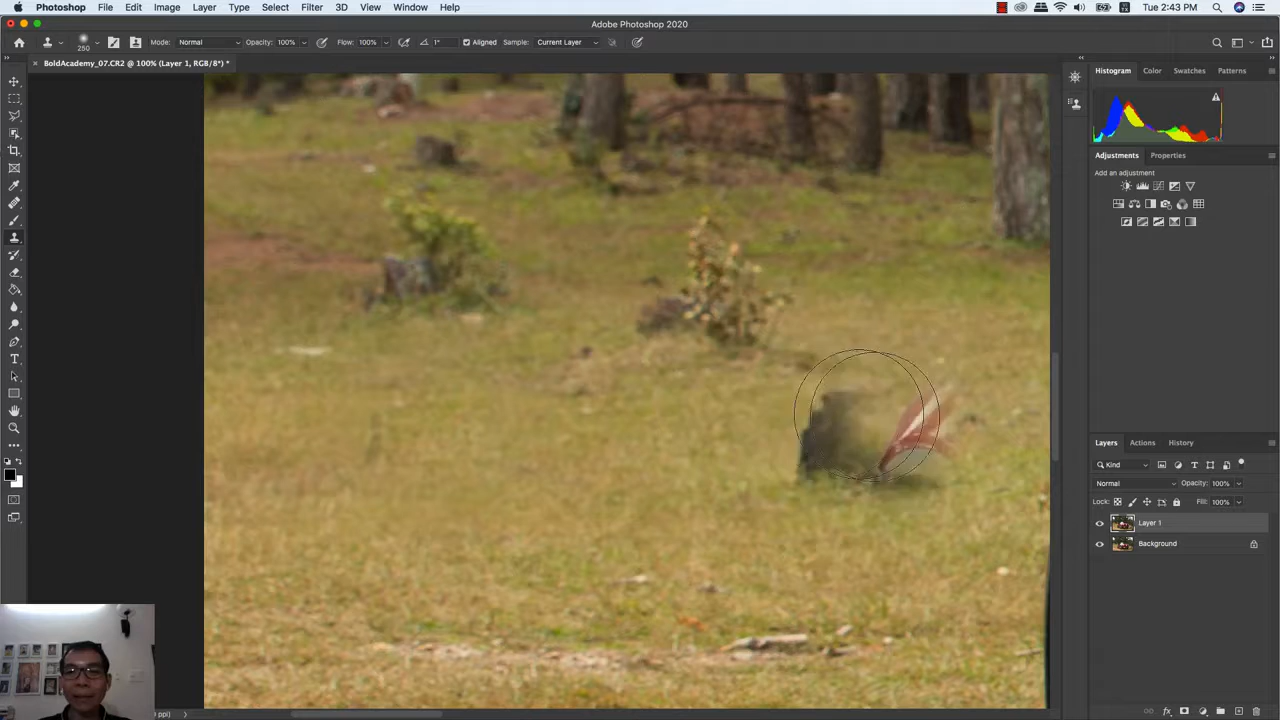 Photoshop File Edit Image Layer Type Select Filter 3D View Window Help
Tue 2:43 PM
Adobe Photoshop 2020
250
Mode: Normal Opacity: 100% Flow: 100% 1° Aligned Sample: Current Layer
× BoldAcademy_07.CR2 @ 100% (Layer 1, RGB/8*) *
Histogram Color Swatches Patterns
Adjustments Properties
Add an adjustment
Layers Actions History
Kind
Normal Opacity: 100%
Lock: Fill: 100%
Layer 1
Background
ppi)